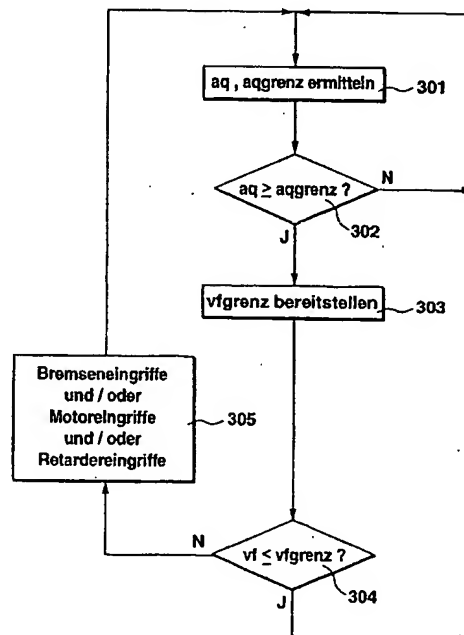 aq , aqgrenz ermitteln
301
aq ≥ aqgrenz ?
N
302
J
vfgrenz bereitstellen
303
Bremseneingriffe
und / oder
Motoreingriffe
und / oder
Retardereingriffe
305
N
vf ≤ vfgrenz ?
304
J